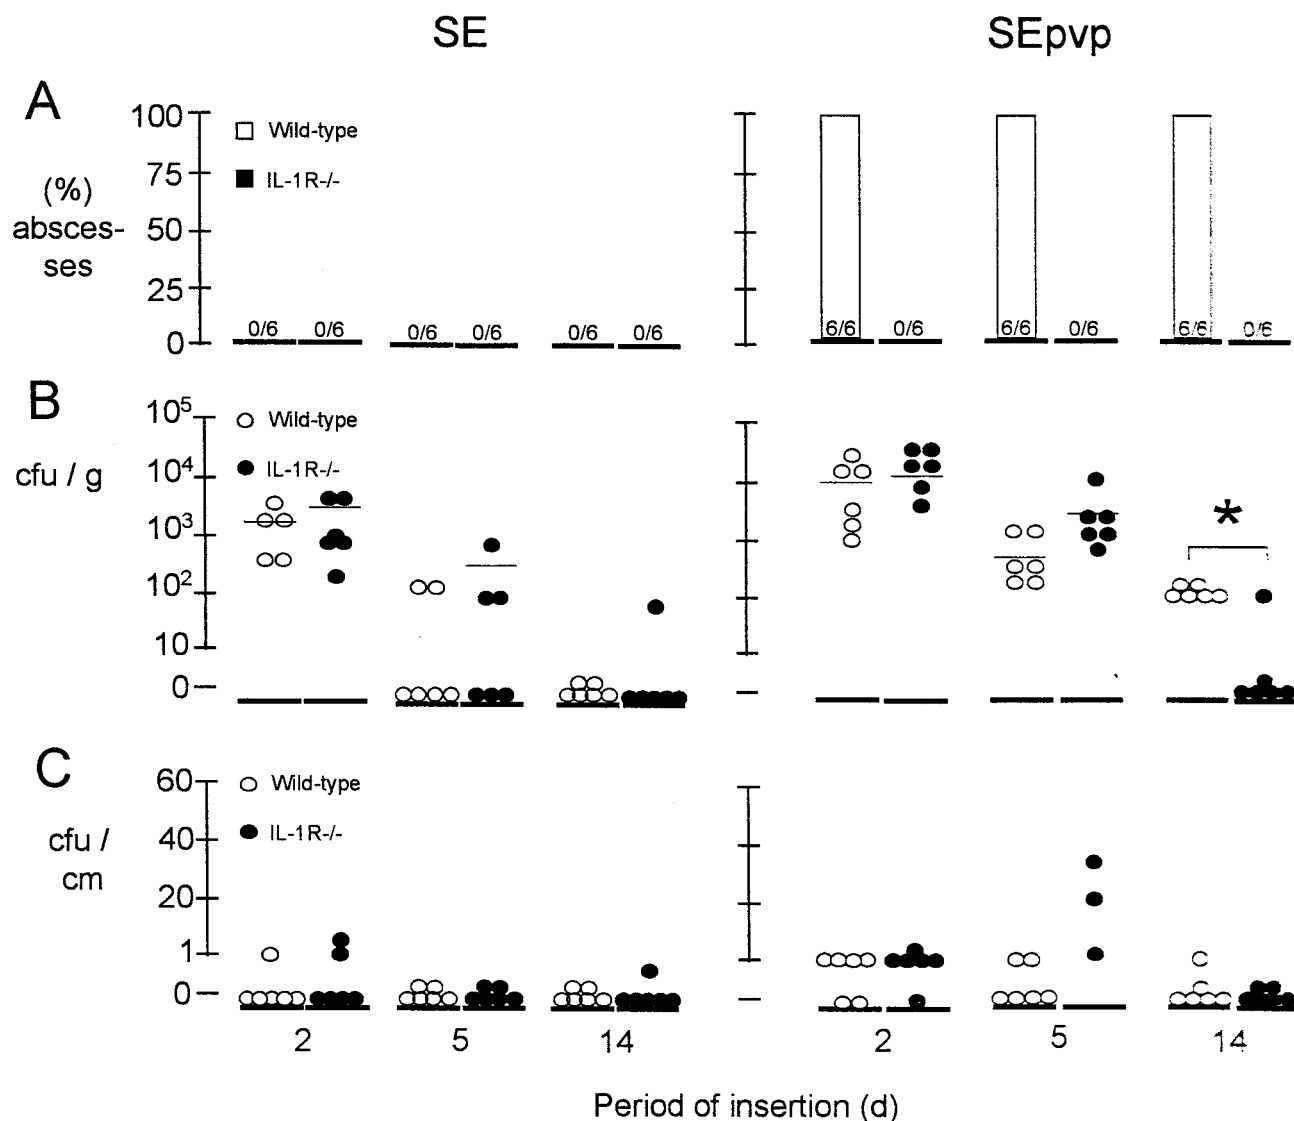 SE
SEpvp
A
100
75
50
25
0
(%)
absces-
ses
Wild-type
IL-1R-/-
0/6 0/6 0/6 0/6 0/6 0/6
6/6 0/6 6/6 0/6 6/6 0/6
B
cfu / g
10⁵
10⁴
10³
10²
10
0
Wild-type
IL-1R-/-
*
C
cfu /
cm
60
40
20
1
0
Wild-type
IL-1R-/-
2 5 14 2 5 14
Period of insertion (d)